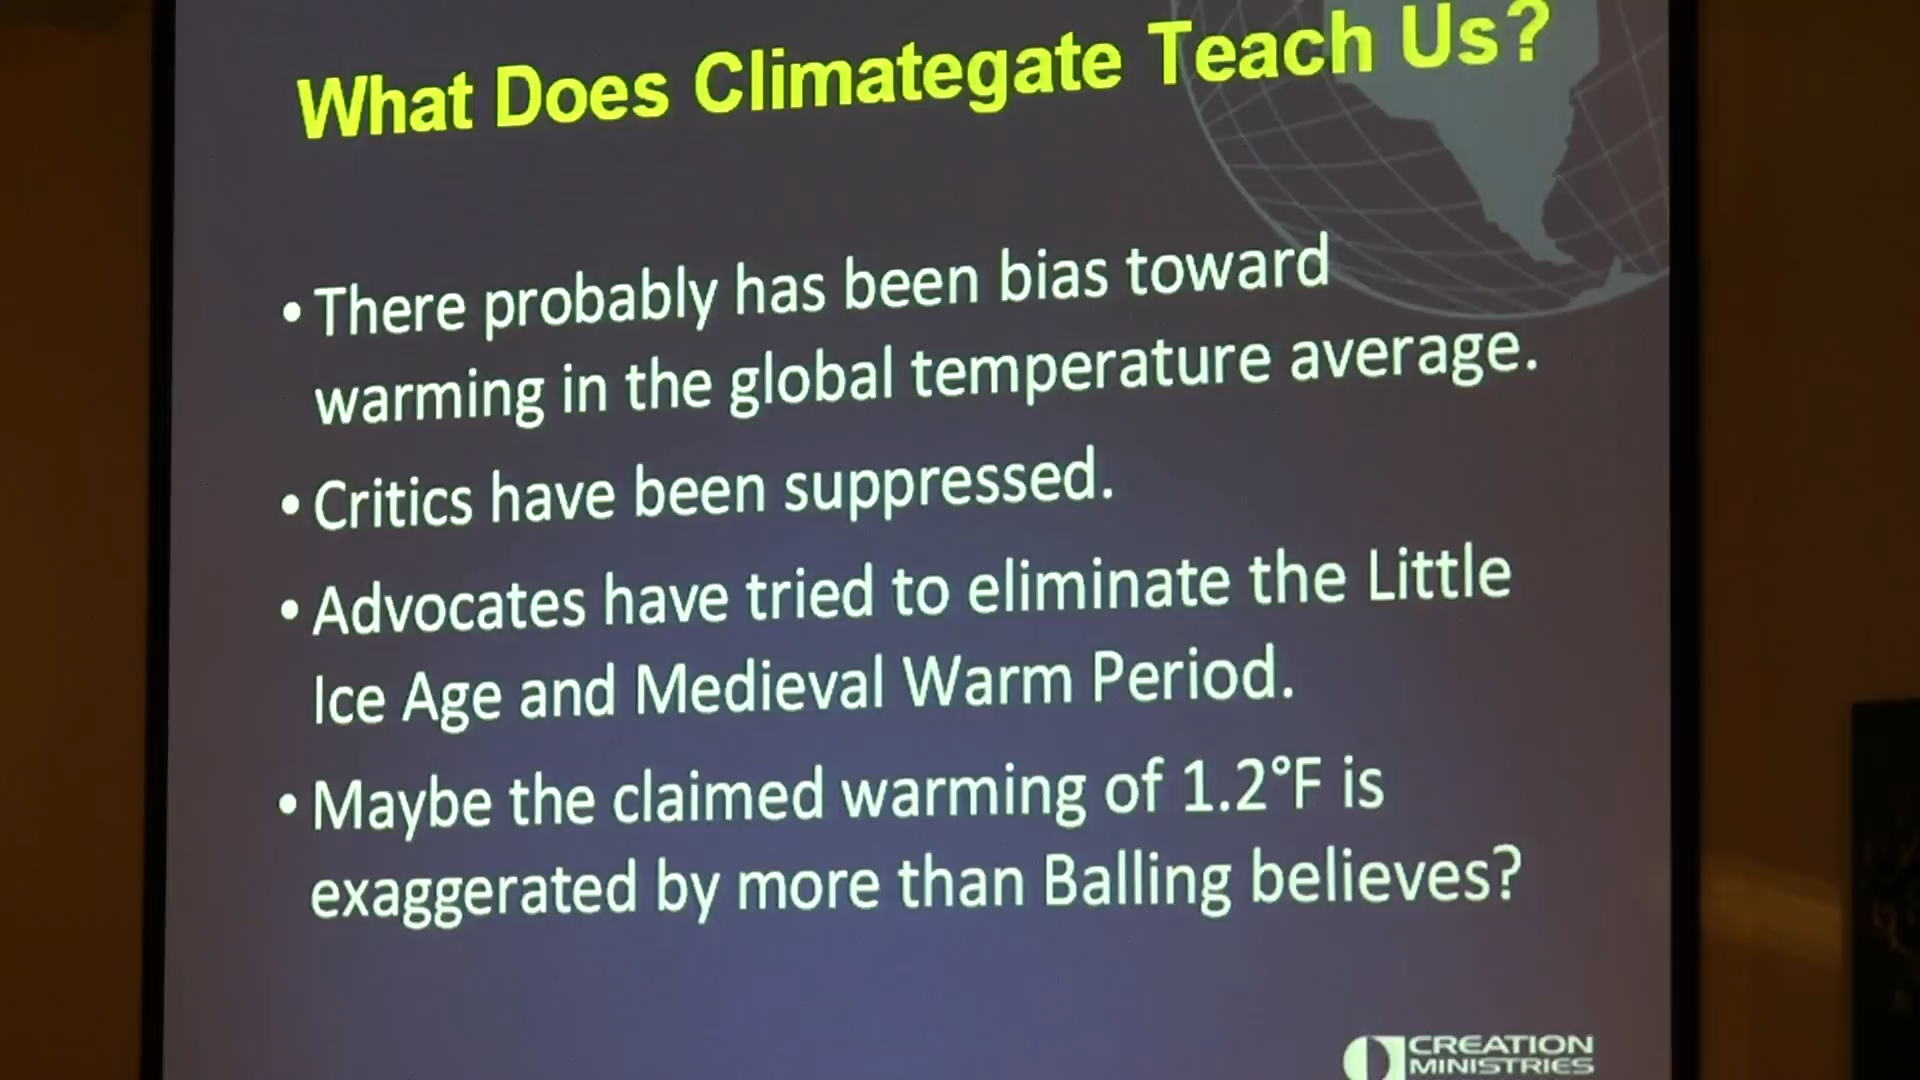 What Does Climategate Teach Us?
• There probably has been bias toward
warming in the global temperature average.
• Critics have been suppressed.
• Advocates have tried to eliminate the Little
Ice Age and Medieval Warm Period.
• Maybe the claimed warming of 1.2°F is
exaggerated by more than Balling believes?
CREATION
MINISTRIES